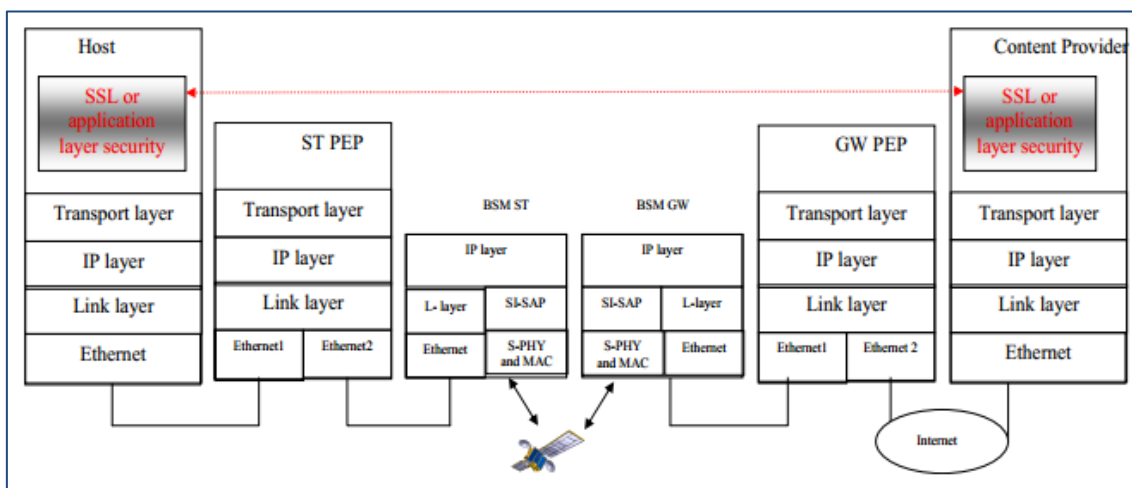 Host
SSL or
application
layer security
Transport layer
IP layer
Link layer
Ethernet
ST PEP
Transport layer
IP layer
Link layer
Ethernet1
Ethernet2
BSM ST
IP layer
L- layer
SI-SAP
Ethernet
S-PHY
and MAC
BSM GW
IP layer
SI-SAP
L-layer
S-PHY
and MAC
Ethernet
GW PEP
Transport layer
IP layer
Link layer
Ethernet1
Ethernet 2
Internet
Content Provider
SSL or
application
layer security
Transport layer
IP layer
Link layer
Ethernet